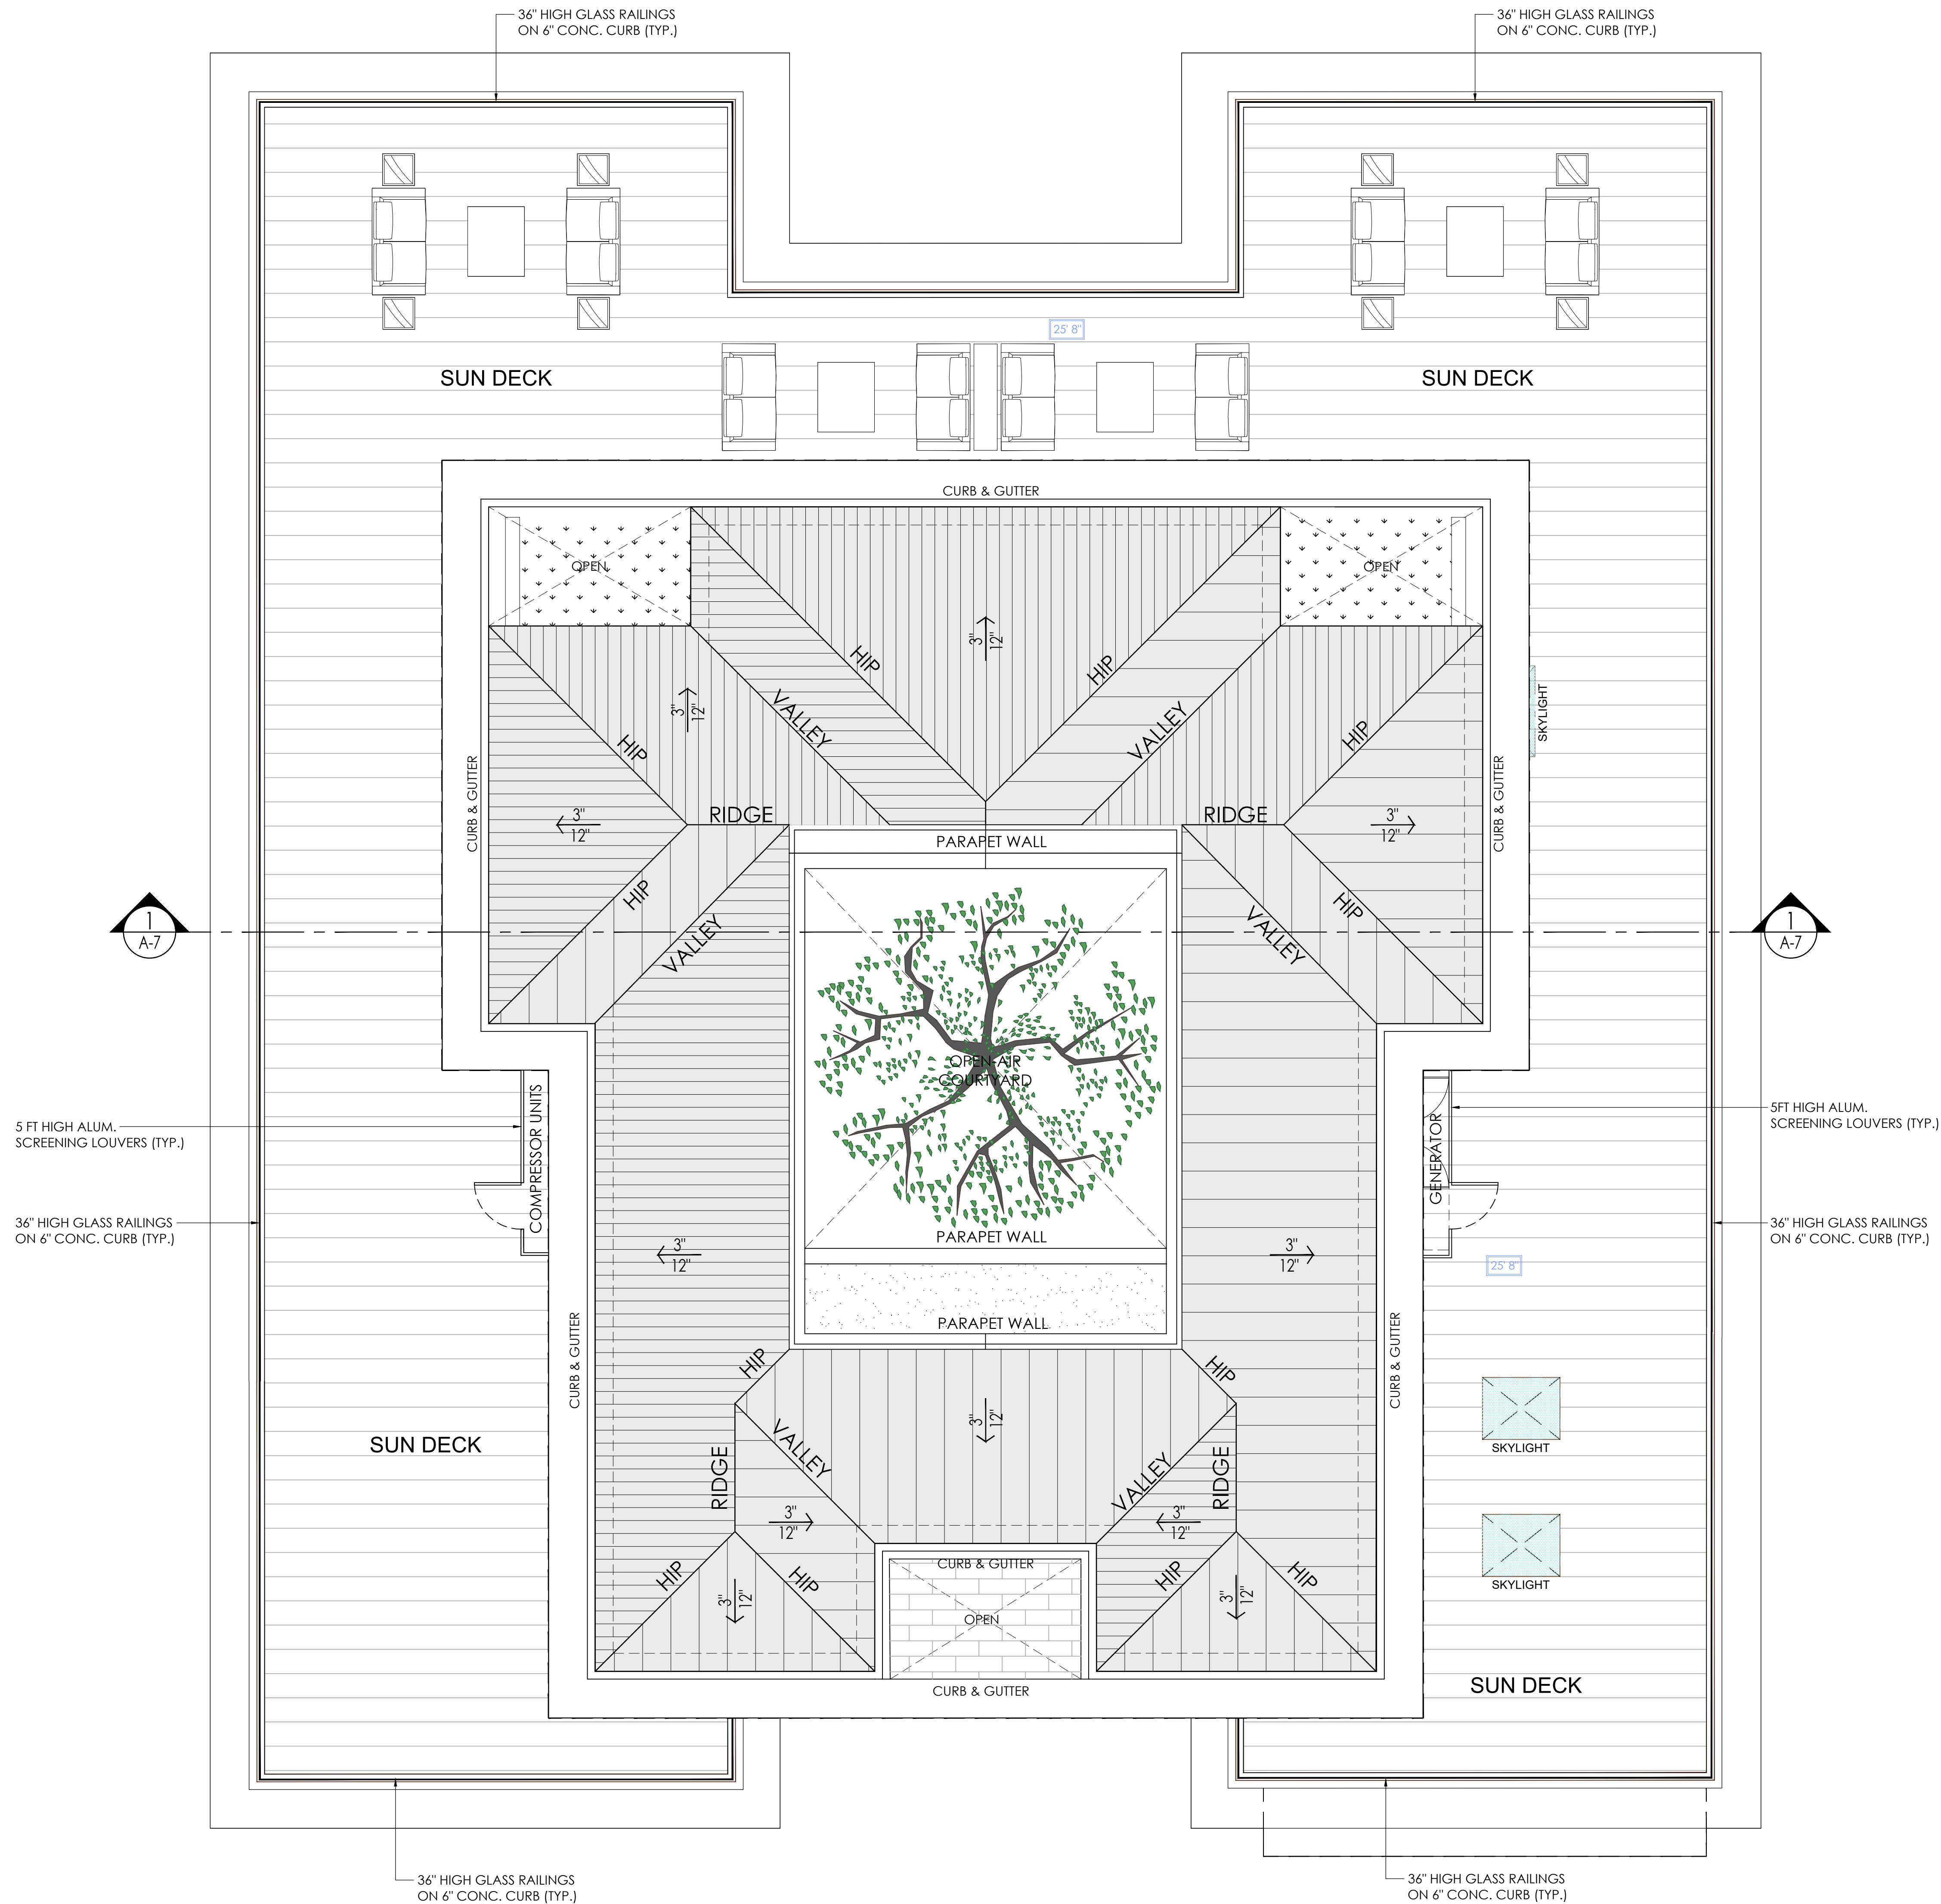 36" HIGH GLASS RAILINGS
ON 6" CONC. CURB (TYP.)
36" HIGH GLASS RAILINGS
ON 6" CONC. CURB (TYP.)
25' 8"
SUN DECK
SUN DECK
CURB & GUTTER
OPEN
OPEN
3"
12"
HIP
HIP
3"
12"
VALLEY
VALLEY
HIP
HIP
SKYLIGHT
CURB & GUTTER
CURB & GUTTER
3"
12"
RIDGE
RIDGE
3"
12"
PARAPET WALL
HIP
HIP
VALLEY
VALLEY
1
A-7
1
A-7
OPEN-AIR
COURTYARD
5 FT HIGH ALUM.
SCREENING LOUVERS (TYP.)
COMPRESSOR UNITS
GENERATOR
5FT HIGH ALUM.
SCREENING LOUVERS (TYP.)
36" HIGH GLASS RAILINGS
ON 6" CONC. CURB (TYP.)
36" HIGH GLASS RAILINGS
ON 6" CONC. CURB (TYP.)
PARAPET WALL
3"
12"
3"
12"
25' 8"
PARAPET WALL
CURB & GUTTER
CURB & GUTTER
HIP
HIP
3"
12"
SUN DECK
VALLEY
VALLEY
RIDGE
RIDGE
SKYLIGHT
3"
12"
3"
12"
CURB & GUTTER
HIP
HIP
HIP
HIP
3"
12"
3"
12"
SKYLIGHT
OPEN
CURB & GUTTER
SUN DECK
36" HIGH GLASS RAILINGS
ON 6" CONC. CURB (TYP.)
36" HIGH GLASS RAILINGS
ON 6" CONC. CURB (TYP.)